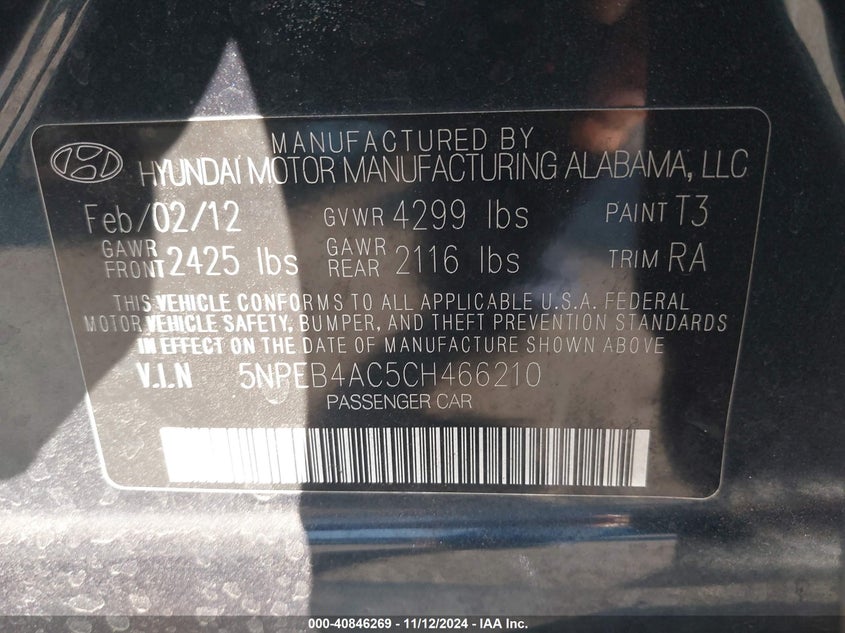 MANUFACTURED BY
HYUNDAI MOTOR MANUFACTURING ALABAMA, LLC
Feb/02/12 GVWR 4299 lbs PAINT T3
GAWR FRONT 2425 lbs GAWR REAR 2116 lbs TRIM RA
THIS VEHICLE CONFORMS TO ALL APPLICABLE U.S.A. FEDERAL
MOTOR VEHICLE SAFETY, BUMPER, AND THEFT PREVENTION STANDARDS
IN EFFECT ON THE DATE OF MANUFACTURE SHOWN ABOVE.
V.I.N 5NPEB4AC5CH466210
PASSENGER CAR
000-40846269 - 11/12/2024 - IAA Inc.